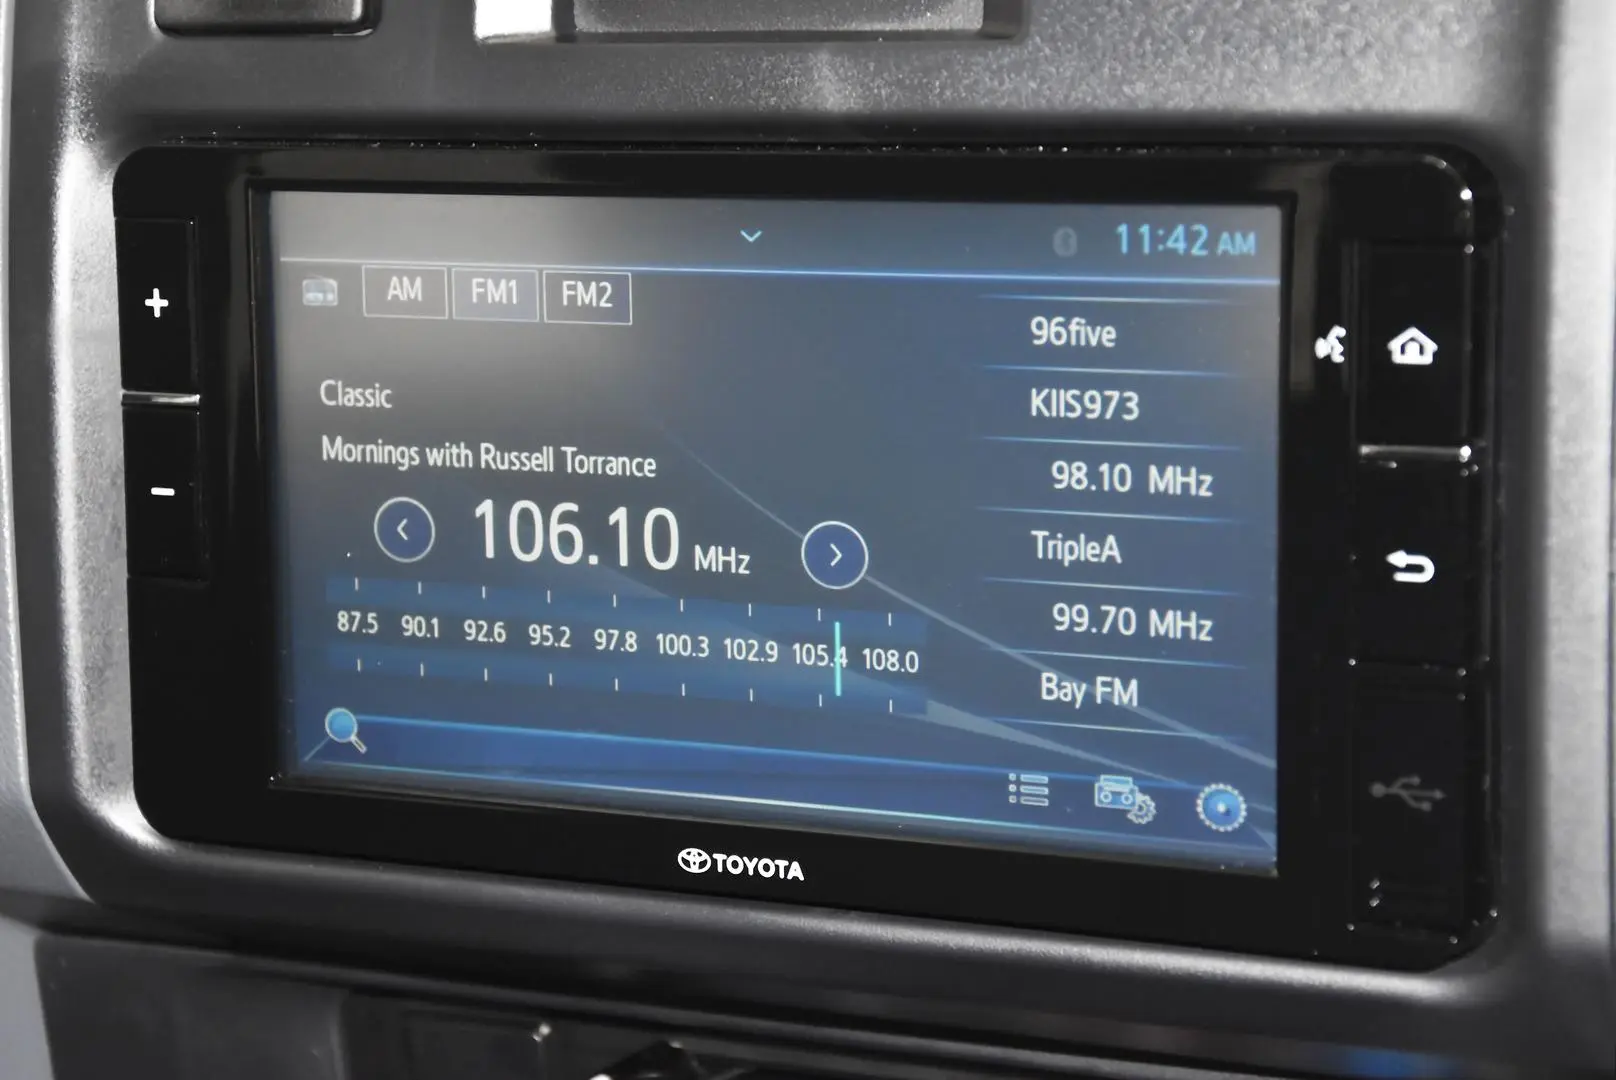 11:42 AM
AM FM1 FM2
Classic
Mornings with Russell Torrance
106.10 MHz
87.5 90.1 92.6 95.2 97.8 100.3 102.9 105.4 108.0
96five
KIIS973
98.10 MHz
TripleA
99.70 MHz
Bay FM
TOYOTA